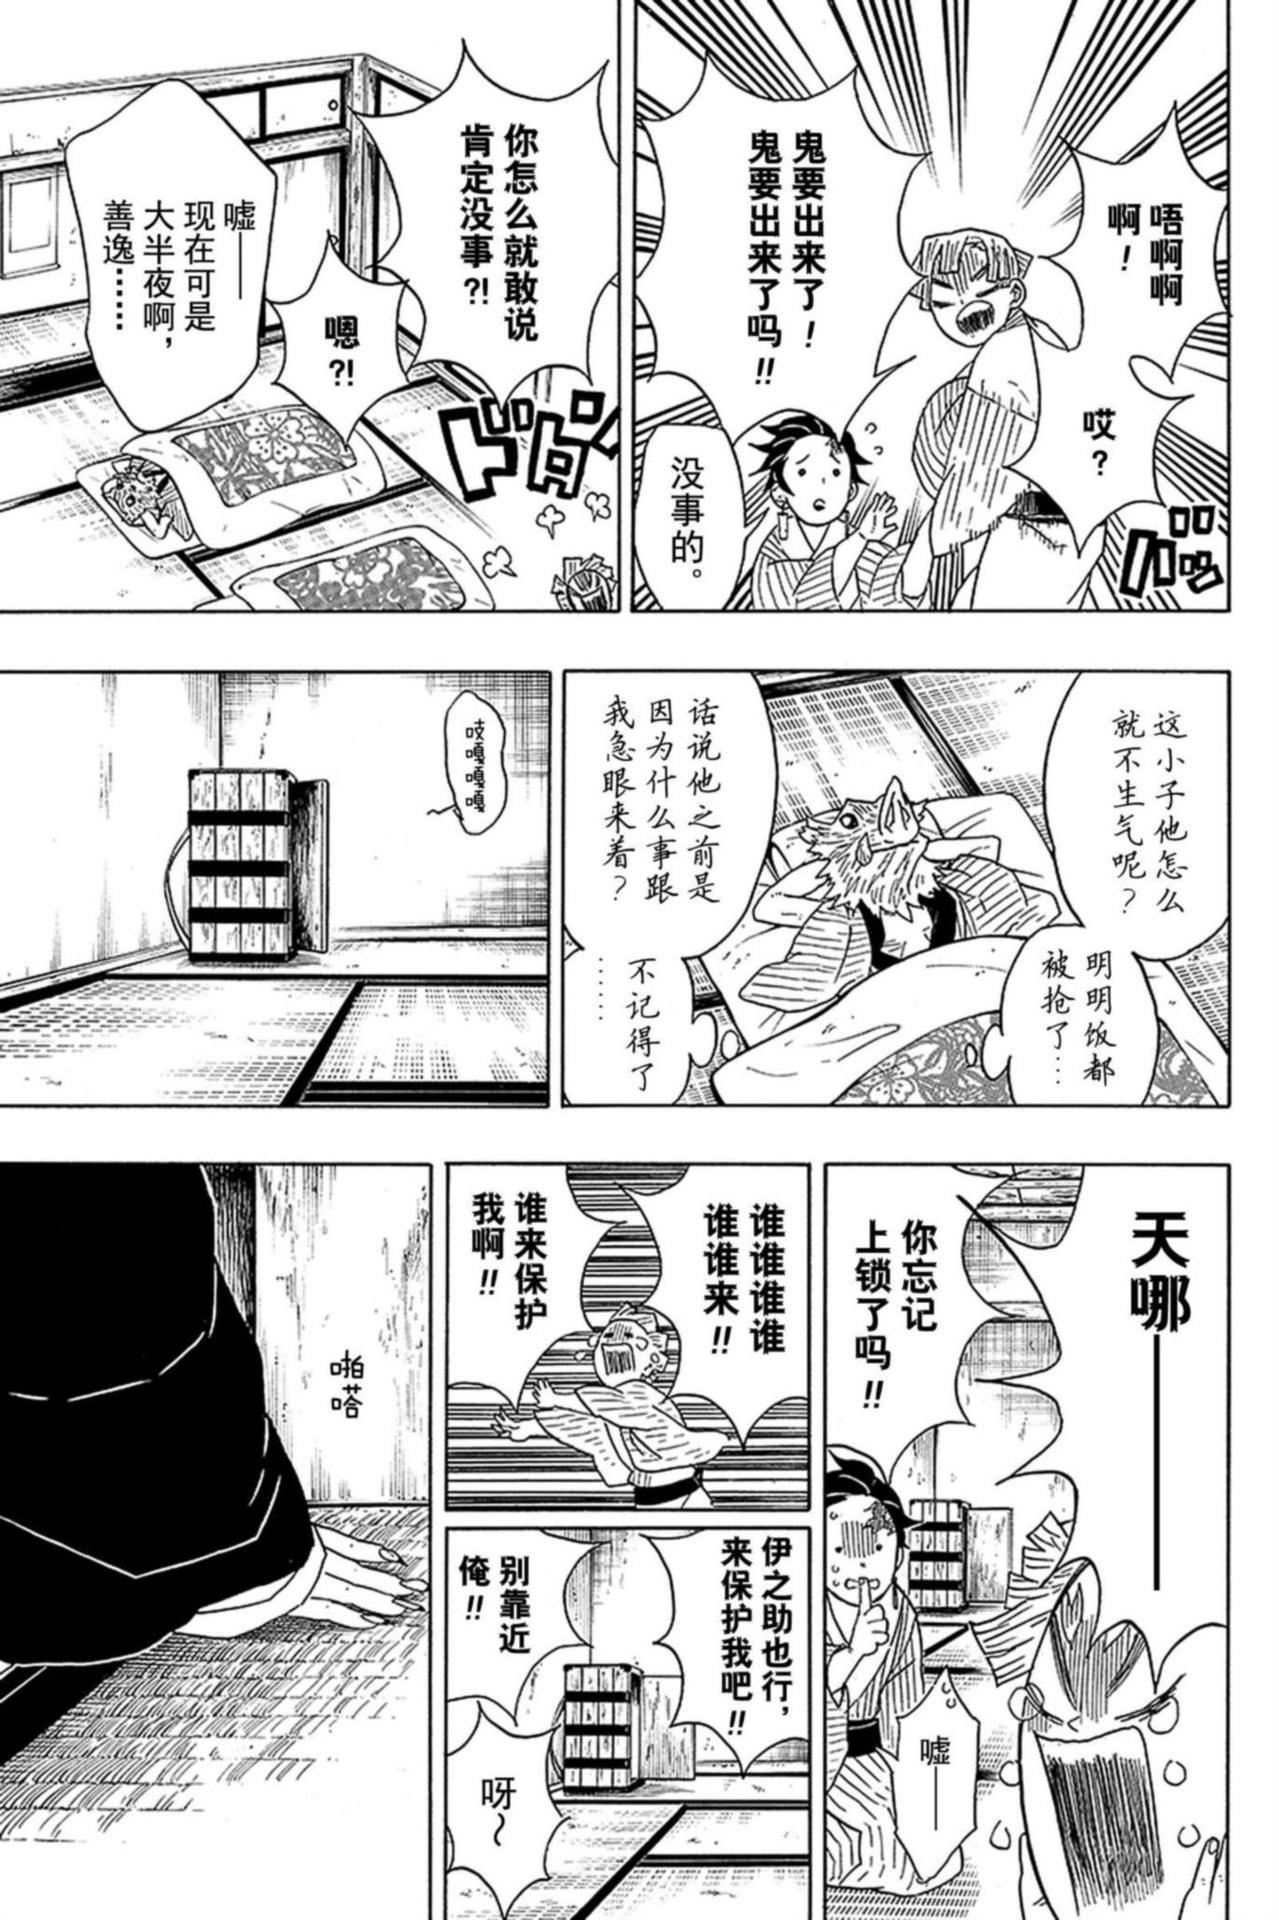 唔啊啊
啊！
哎？
鬼要出来了！
鬼要出来了吗!!
没事的。
你怎么就敢说
肯定没事?!
嗯?!
嘘——
现在可是
大半夜啊，
善逸……
这小子他怎么
就不生气呢？
明明饭都
被抢了…
话说他之前是
因为什么事跟
我急眼来着？
不记得了
……
吱嘎嘎嘎
天哪——
你忘记
上锁了吗!!
嘘——
谁谁谁谁
谁谁来!!
谁来保护
我啊!!
伊之助也行，
来保护我吧!!
别靠近
俺!!
呀～
啪嗒